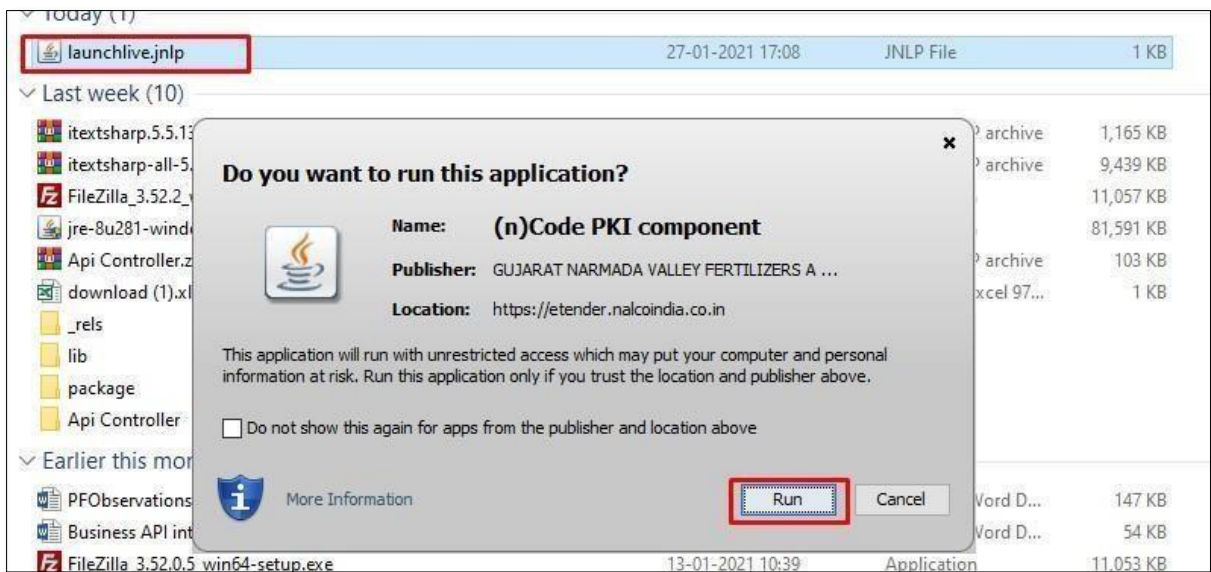 Today (1)
launchlive.jnlp 27-01-2021 17:08 JNLP File 1 KB
Last week (10)
itextsharp.5.5.13 archive 1,165 KB
itextsharp-all-5. archive 9,439 KB
FileZilla_3.52.2_ 11,057 KB
jre-8u281-wind 81,591 KB
Api Controller.z archive 103 KB
download (1).xl xcel 97... 1 KB
_rels
lib
package
Api Controller
Earlier this mor
PFObservations Word D... 147 KB
Business API int Word D... 54 KB
FileZilla_3.52.0.5_win64-setup.exe 13-01-2021 10:39 Application 11,053 KB
Do you want to run this application?
Name: (n)Code PKI component
Publisher: GUJARAT NARMADA VALLEY FERTILIZERS A ...
Location: https://etender.nalcoindia.co.in
This application will run with unrestricted access which may put your computer and personal
information at risk. Run this application only if you trust the location and publisher above.
Do not show this again for apps from the publisher and location above
More Information
Run
Cancel